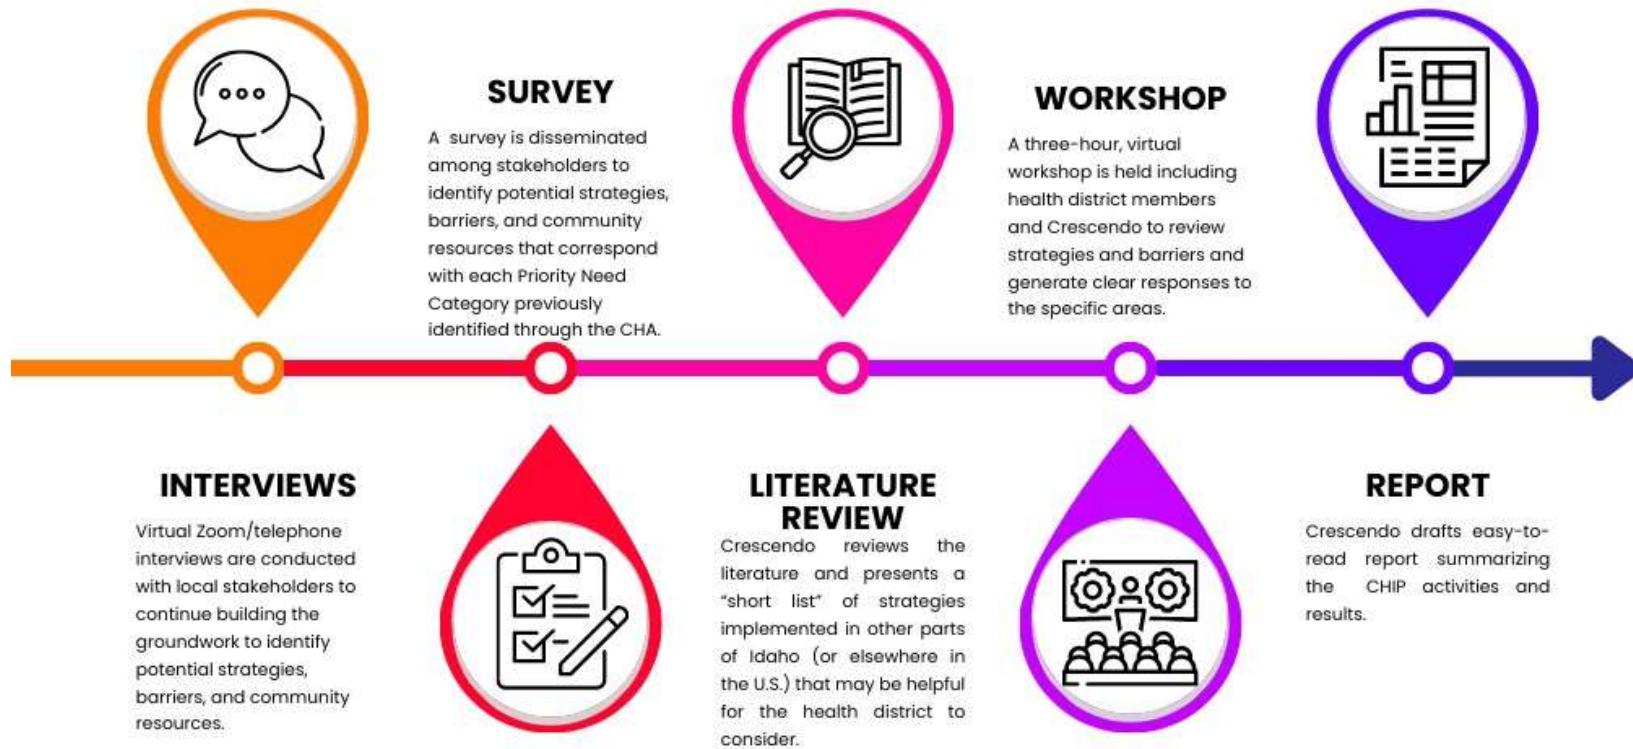 INTERVIEWS
Virtual Zoom/telephone
interviews are conducted
with local stakeholders to
continue building the
groundwork to identify
potential strategies,
barriers, and community
resources.
SURVEY
A survey is disseminated
among stakeholders to
identify potential strategies,
barriers, and community
resources that correspond
with each Priority Need
Category previously
identified through the CHA.
LITERATURE
REVIEW
Crescendo reviews the
literature and presents a
“short list” of strategies
implemented in other parts
of Idaho (or elsewhere in
the U.S.) that may be helpful
for the health district to
consider.
WORKSHOP
A three-hour, virtual
workshop is held including
health district members
and Crescendo to review
strategies and barriers and
generate clear responses to
the specific areas.
REPORT
Crescendo drafts easy-to-
read report summarizing
the CHIP activities and
results.